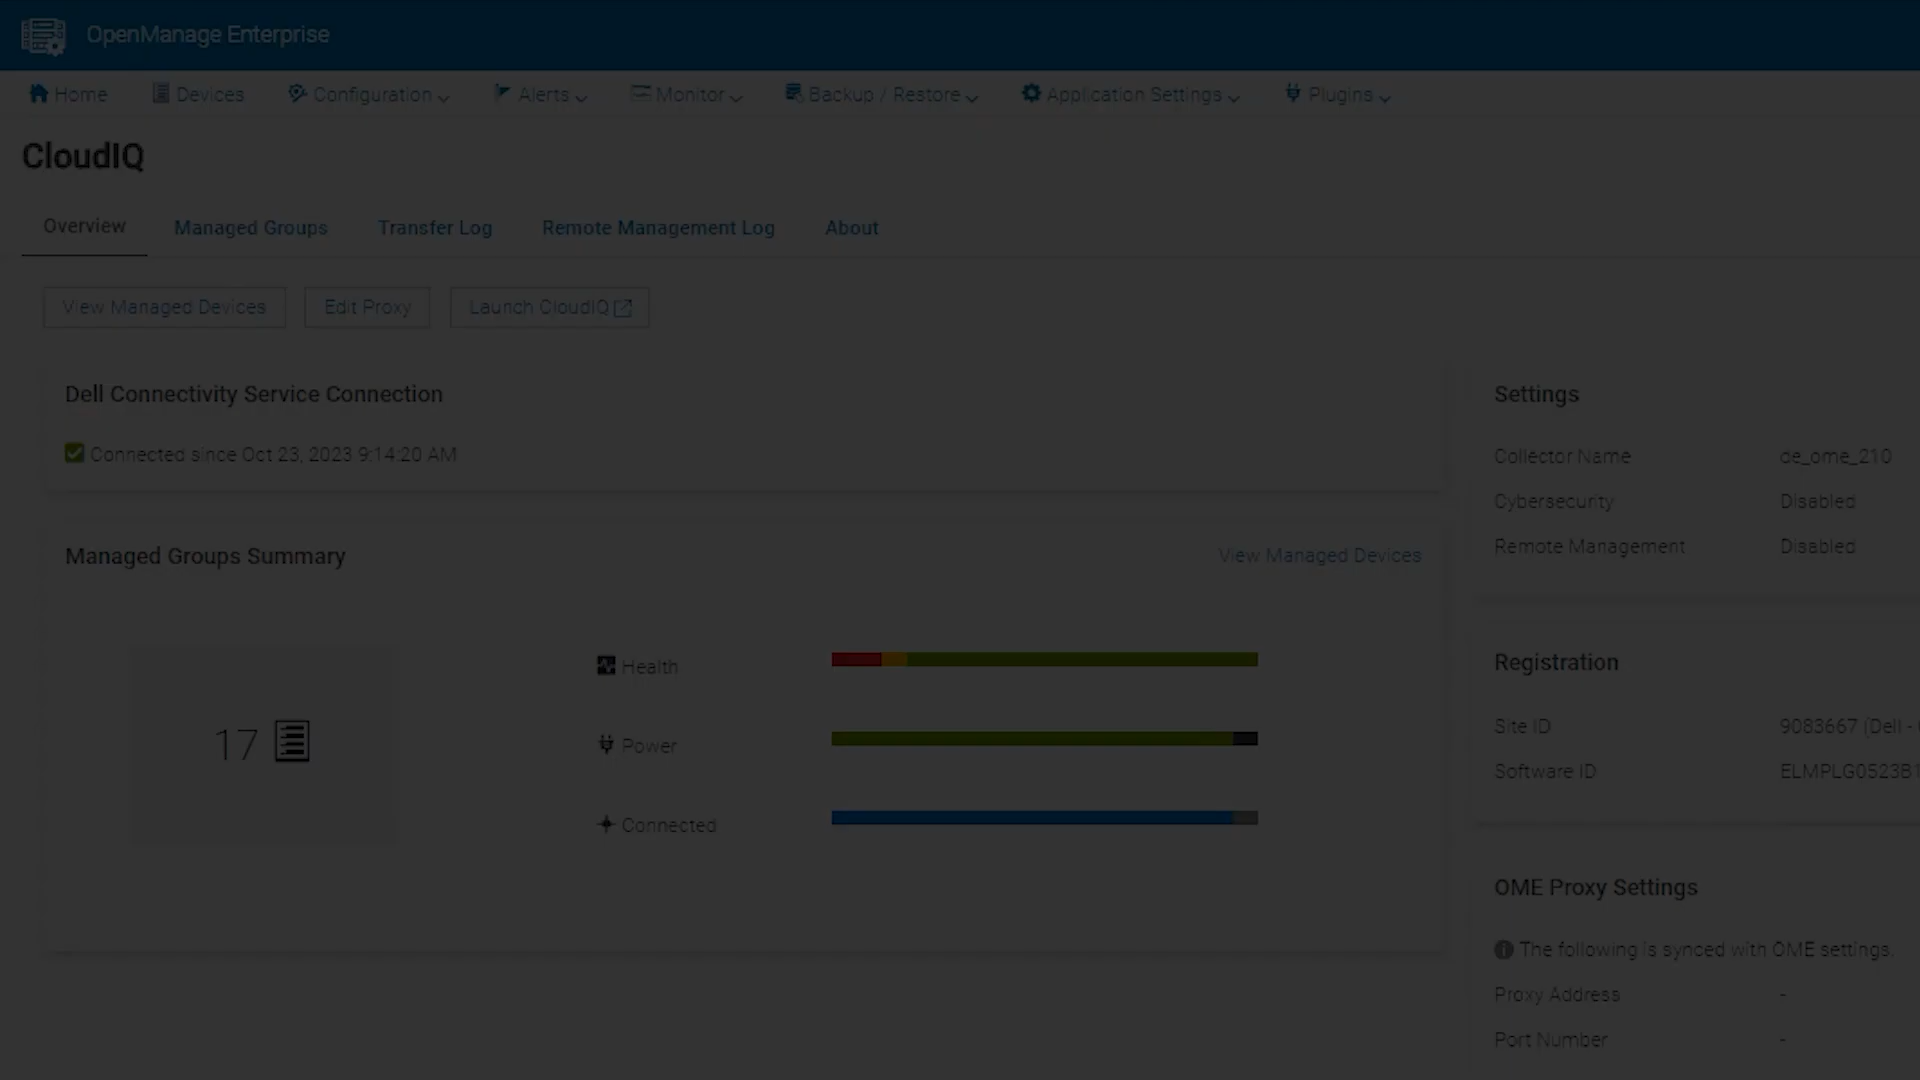 OpenManage Enterprise
Home Devices Configuration Alerts Monitor Backup / Restore Application Settings Plugins
CloudIQ
Overview Managed Groups Transfer Log Remote Management Log About
View Managed Devices Edit Proxy Launch CloudIQ
Dell Connectivity Service Connection
Connected since Oct 23, 2023 9:14:20 AM
Managed Groups Summary View Managed Devices
17
Health
Power
Connected
Settings
Collector Name de_ome_210
Cybersecurity Disabled
Remote Management Disabled
Registration
Site ID 9083667 (Dell -
Software ID ELMPLG0523B1
OME Proxy Settings
The following is synced with OME settings.
Proxy Address -
Port Number -